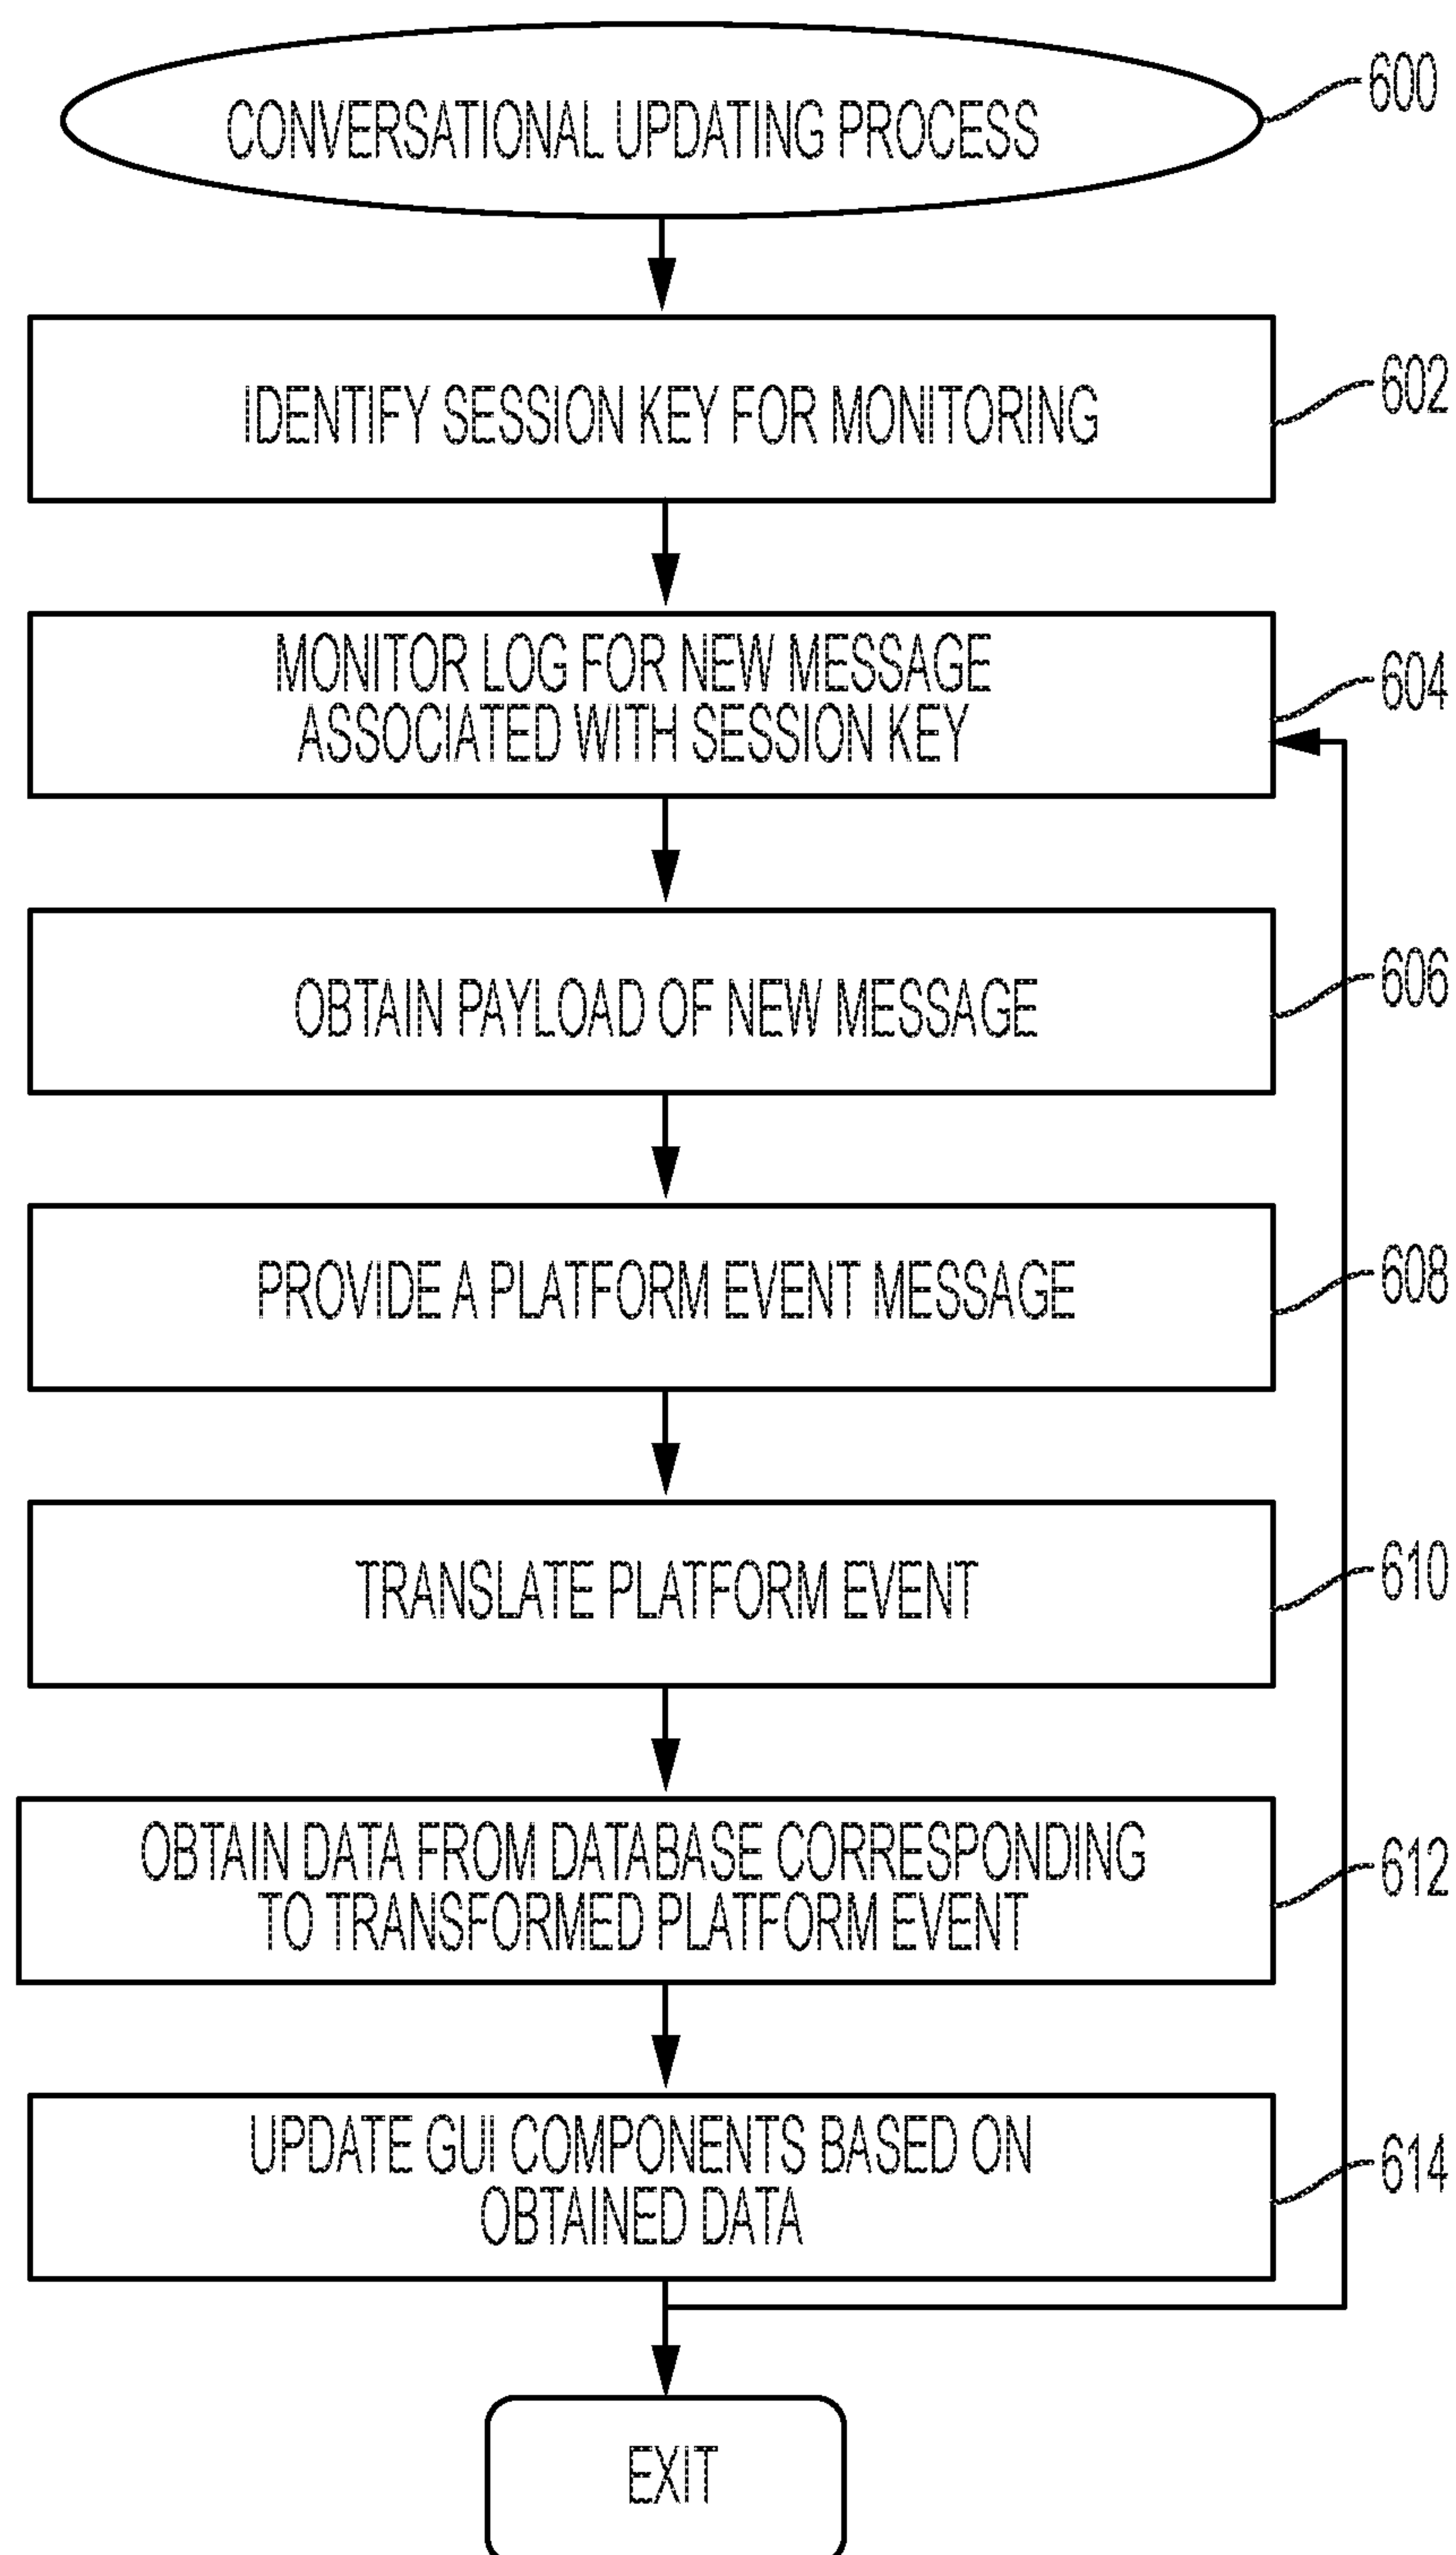 CONVERSATIONAL UPDATING PROCESS
600
IDENTIFY SESSION KEY FOR MONITORING
602
MONITOR LOG FOR NEW MESSAGE
ASSOCIATED WITH SESSION KEY
604
OBTAIN PAYLOAD OF NEW MESSAGE
606
PROVIDE A PLATFORM EVENT MESSAGE
608
TRANSLATE PLATFORM EVENT
610
OBTAIN DATA FROM DATABASE CORRESPONDING
TO TRANSFORMED PLATFORM EVENT
612
UPDATE GUI COMPONENTS BASED ON
OBTAINED DATA
614
EXIT